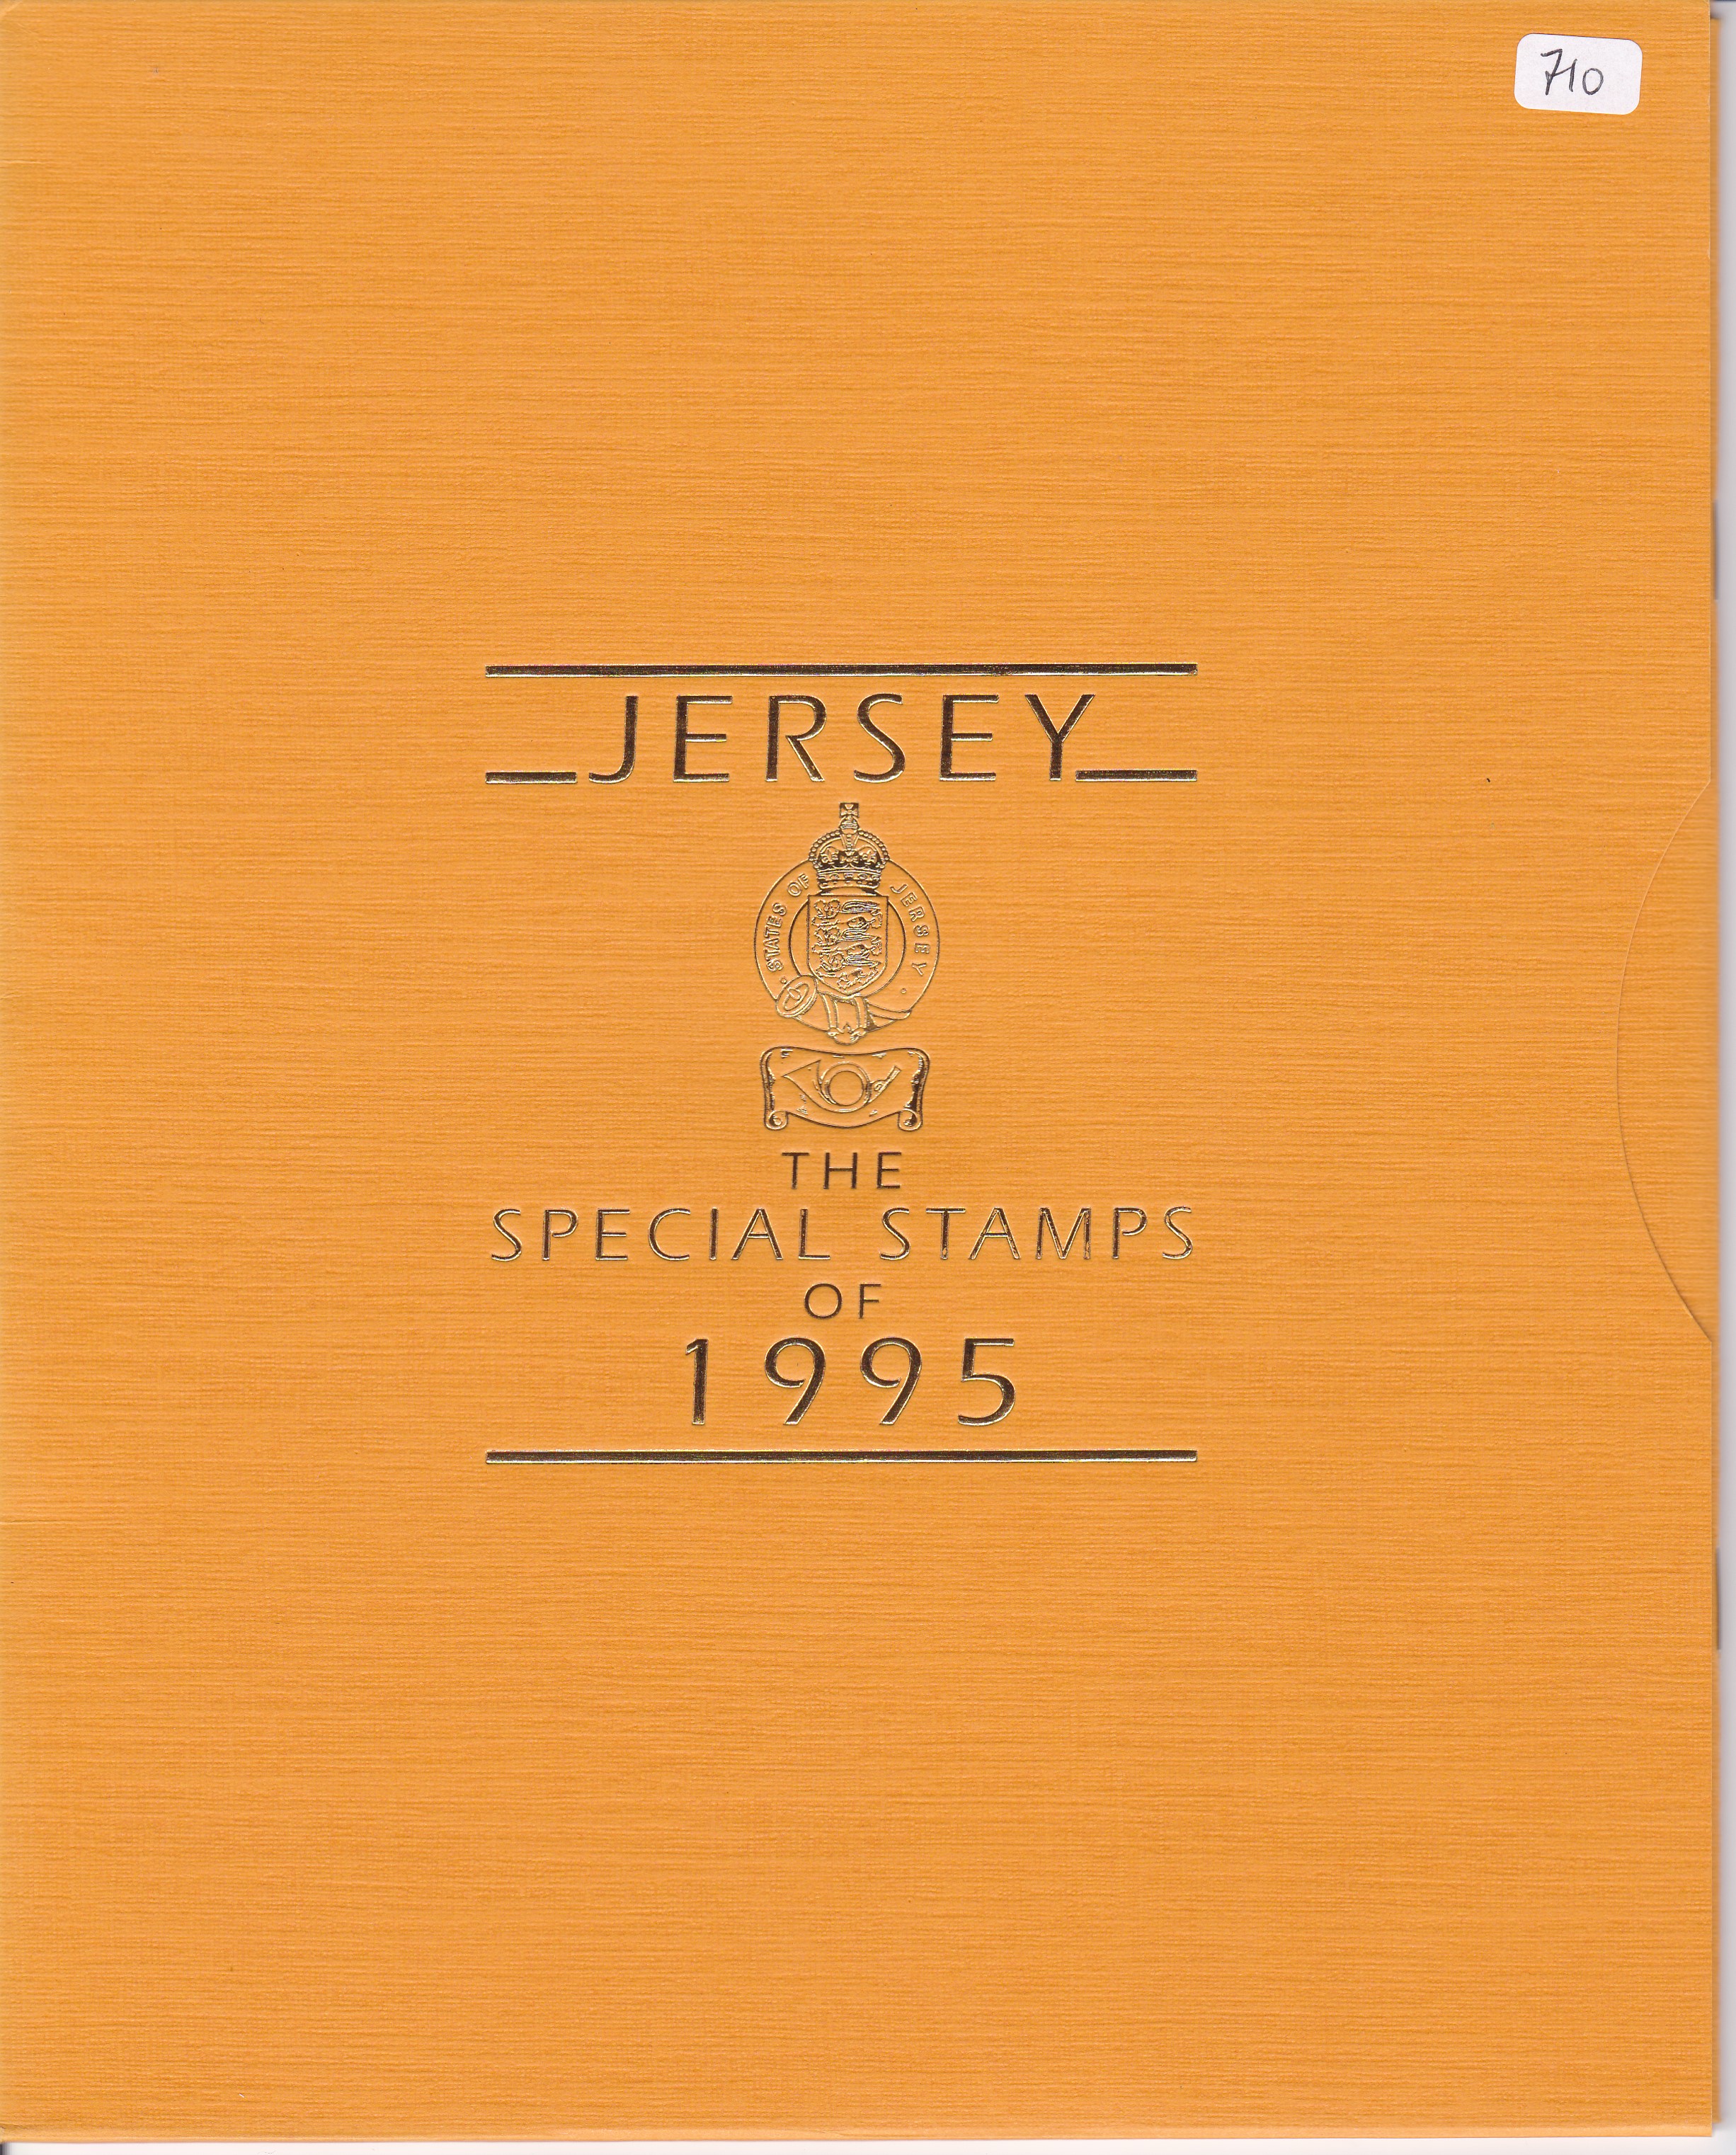 710
JERSEY
STATES OF JERSEY
THE
SPECIAL STAMPS
OF
1995